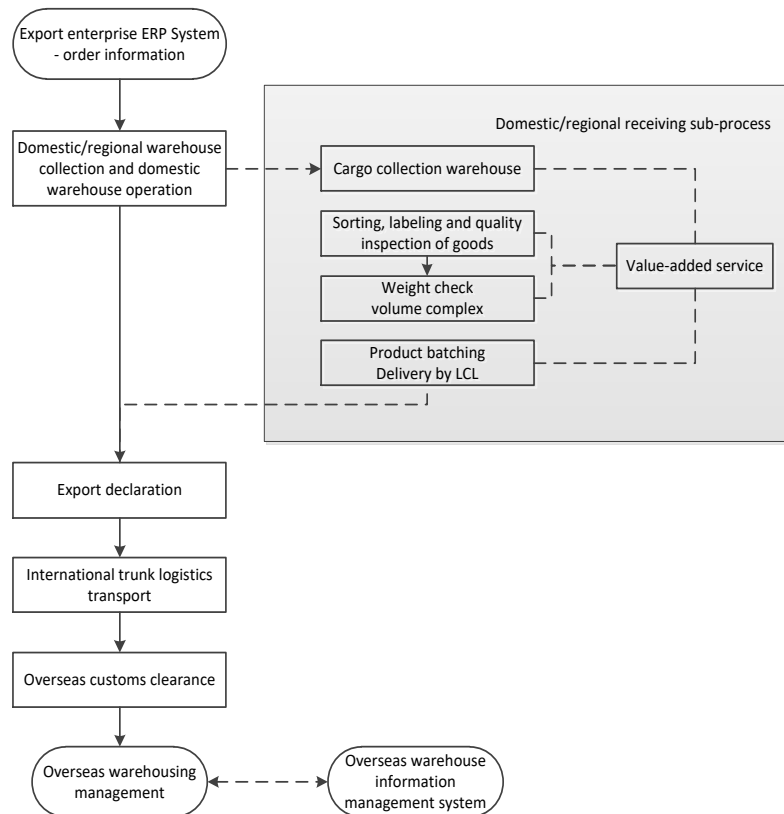 Export enterprise ERP System
- order information
Domestic/regional receiving sub-process
Domestic/regional warehouse
collection and domestic
warehouse operation
Cargo collection warehouse
Sorting, labeling and quality
inspection of goods
Value-added service
Weight check
volume complex
Product batching
Delivery by LCL
Export declaration
International trunk logistics
transport
Overseas customs clearance
Overseas warehousing
management
Overseas warehouse
information
management system